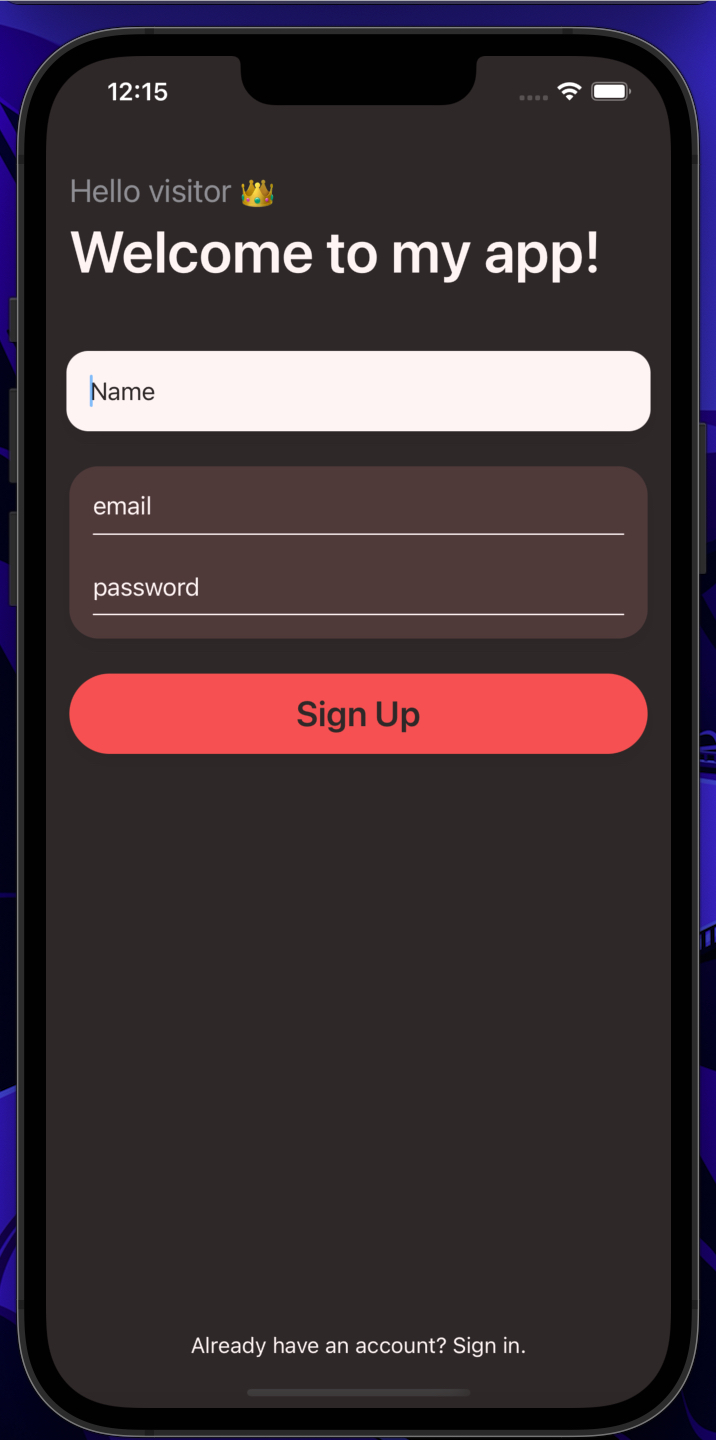 12:15
Hello visitor 👑
Welcome to my app!
Name
email
password
Sign Up
Already have an account? Sign in.